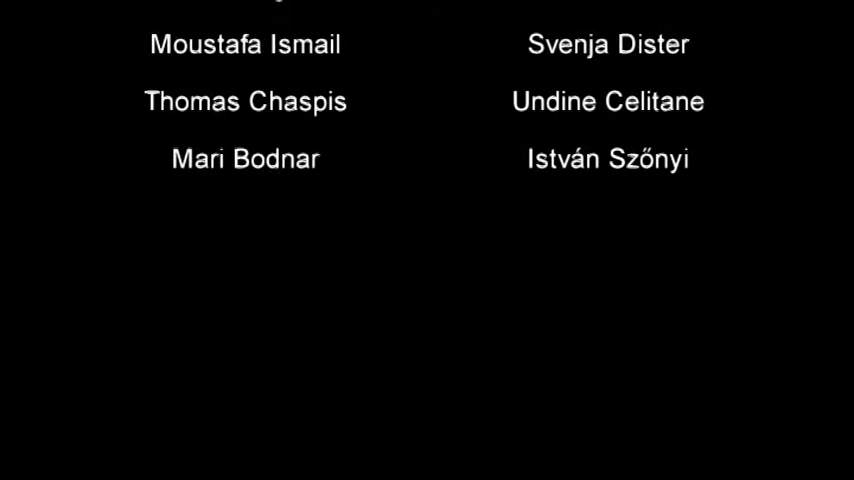 Moustafa Ismail Svenja Dister
Thomas Chaspis Undine Celitane
Mari Bodnar István Szőnyi